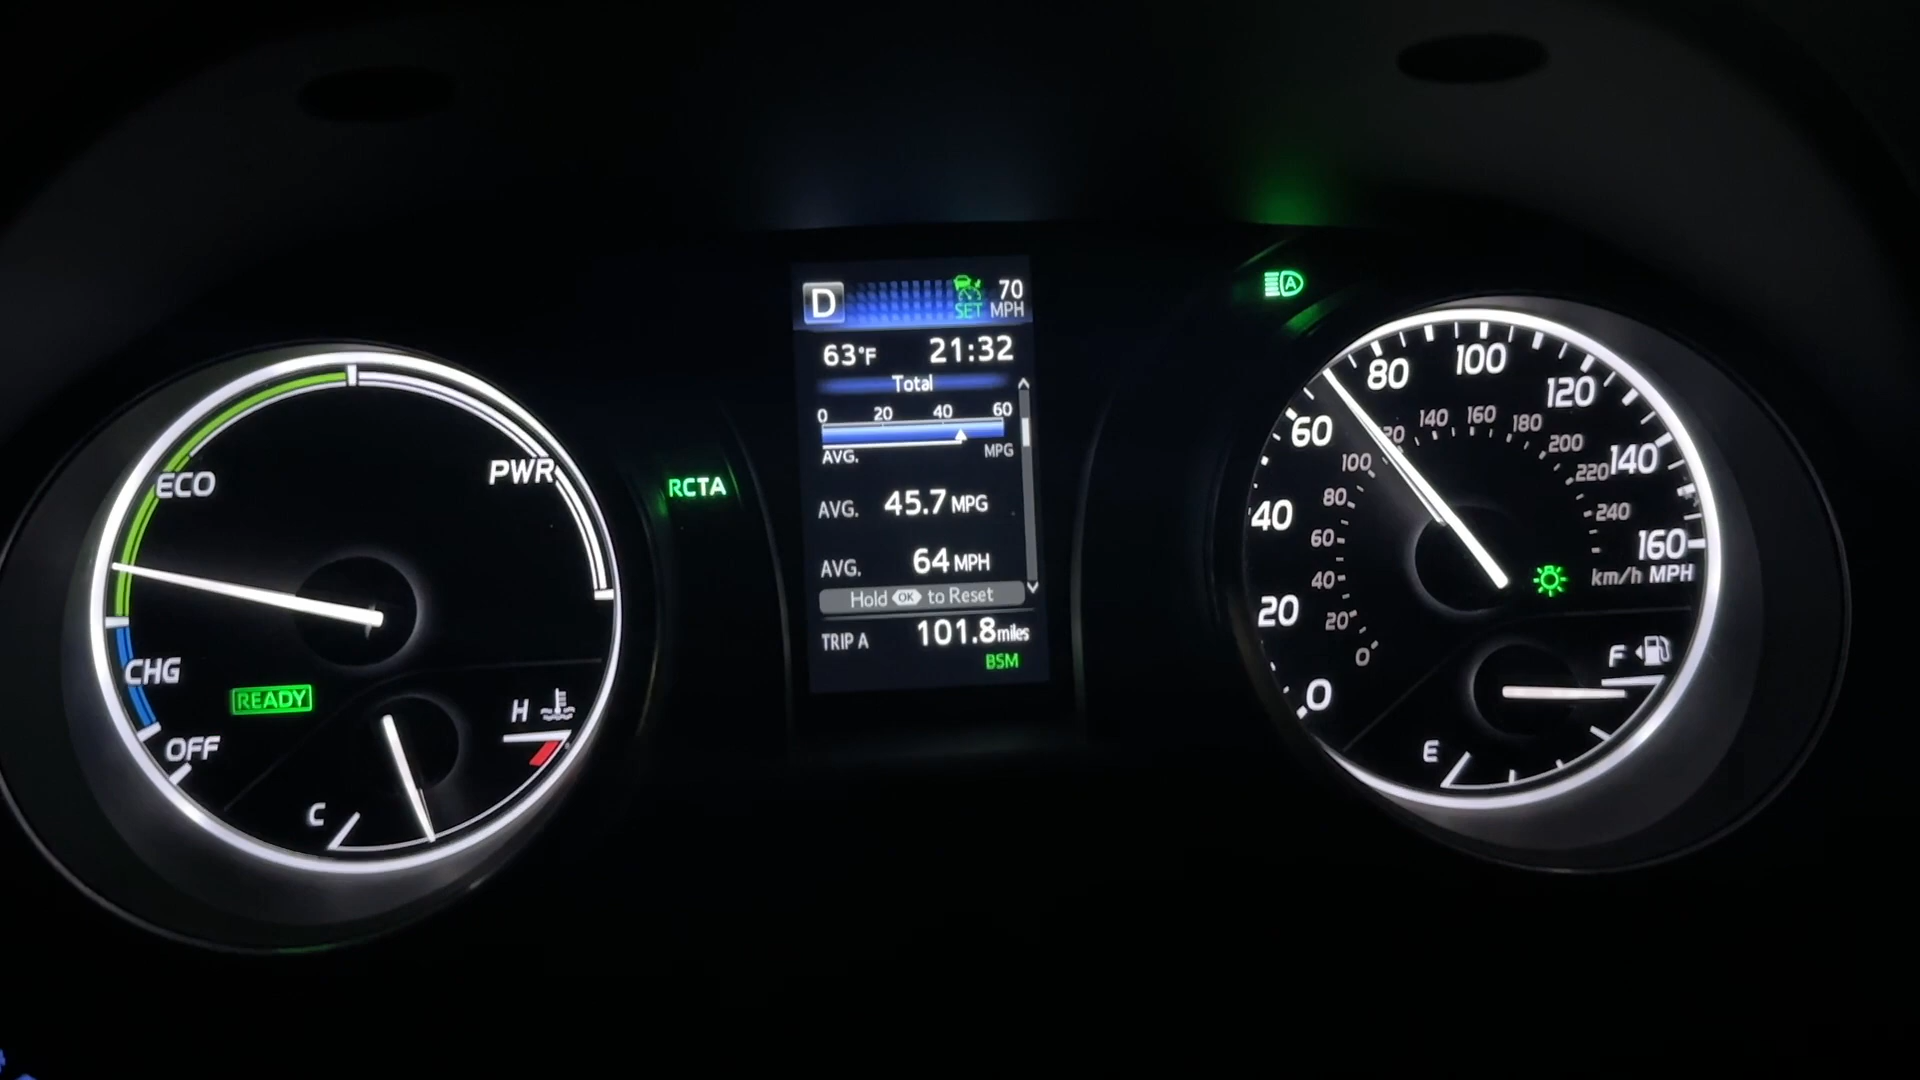 ECO
PWR
CHG
READY
OFF
H
C
RCTA
D
SET
70
MPH
63°F 21:32
Total
0 20 40 60
AVG. MPG
AVG. 45.7 MPG
AVG. 64 MPH
Hold OK to Reset
TRIP A 101.8 miles
BSM
A
0 20 40 60 80 100 120 140 160
0 20 40 60 80 100 140 160 180 200 220 240
km/h MPH
F
E